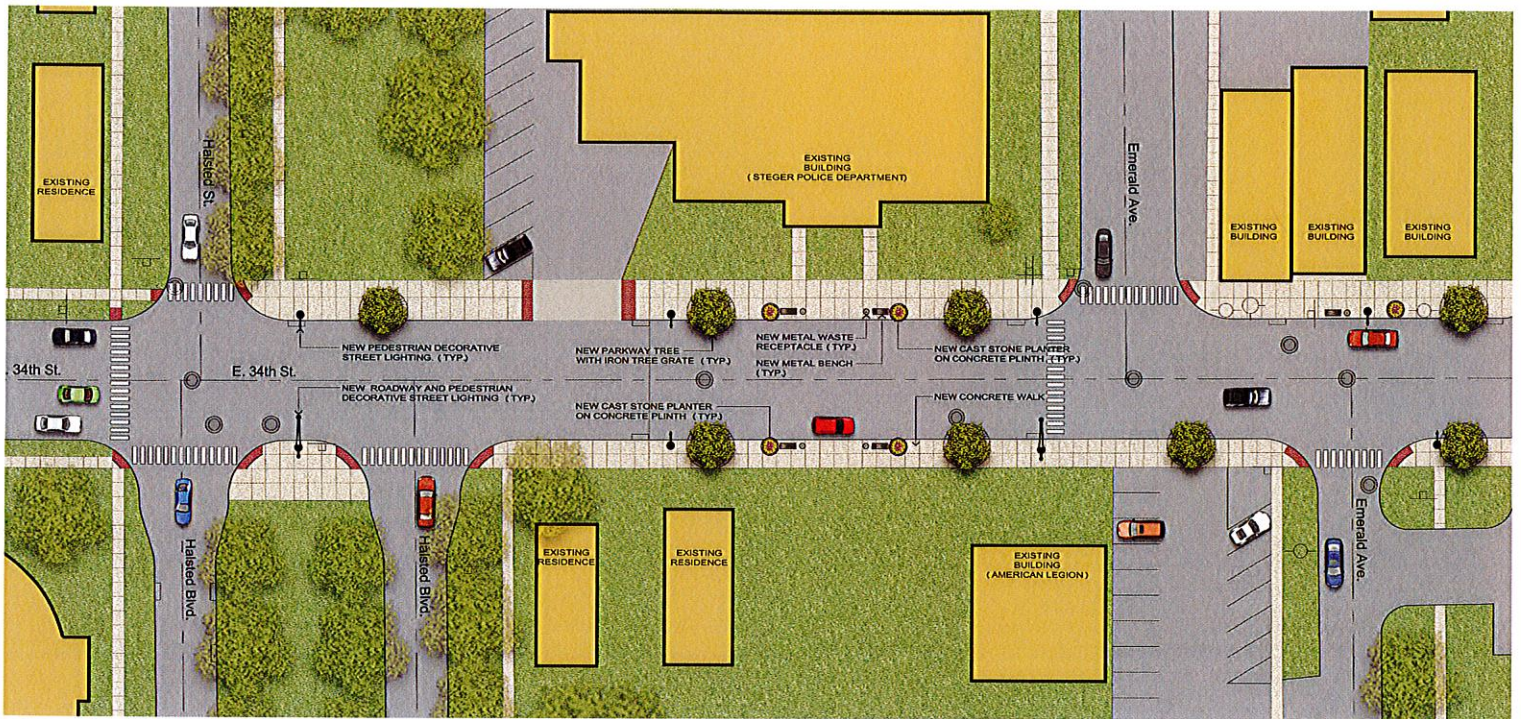 EXISTING
RESIDENCE
Halsted St.
EXISTING
BUILDING
( STEGER POLICE DEPARTMENT)
Emerald Ave.
EXISTING
BUILDING
EXISTING
BUILDING
EXISTING
BUILDING
NEW PEDESTRIAN DECORATIVE
STREET LIGHTING. ( TYP.)
NEW PARKWAY TREE
WITH IRON TREE GRATE ( TYP.)
NEW METAL WASTE
RECEPTACLE ( TYP.)
NEW METAL BENCH
( TYP.)
NEW CAST STONE PLANTER
ON CONCRETE PLINTH. ( TYP.)
. 34th St.
E. 34th St.
NEW ROADWAY AND PEDESTRIAN
DECORATIVE STREET LIGHTING ( TYP.)
NEW CAST STONE PLANTER
ON CONCRETE PLINTH ( TYP.)
NEW CONCRETE WALK
Halsted Blvd.
Halsted Blvd.
EXISTING
RESIDENCE
EXISTING
RESIDENCE
EXISTING
BUILDING
( AMERICAN LEGION)
Emerald Ave.